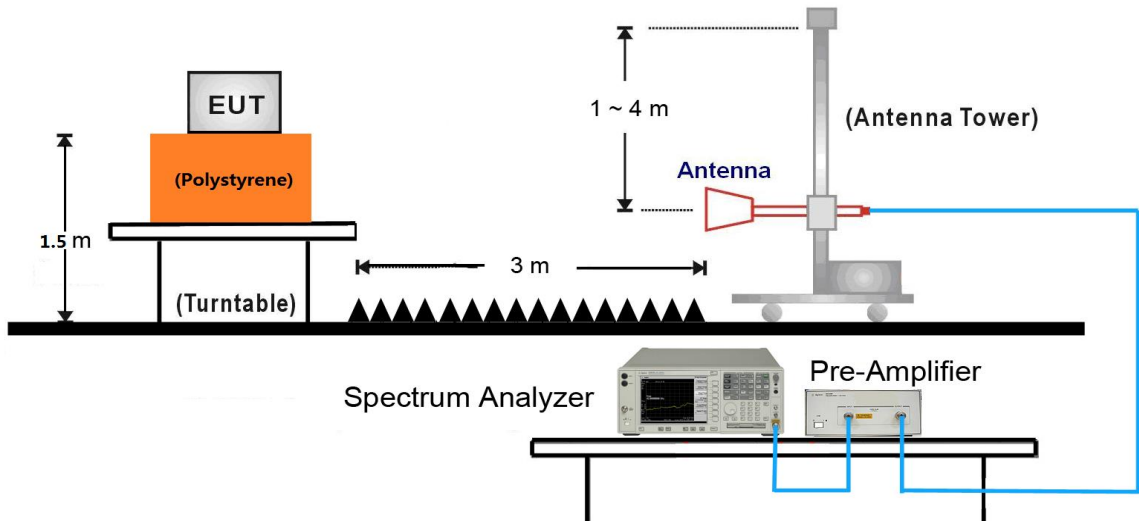 EUT
(Polystyrene)
1.5 m
(Turntable)
3 m
1 ~ 4 m
(Antenna Tower)
Antenna
Spectrum Analyzer
Pre-Amplifier